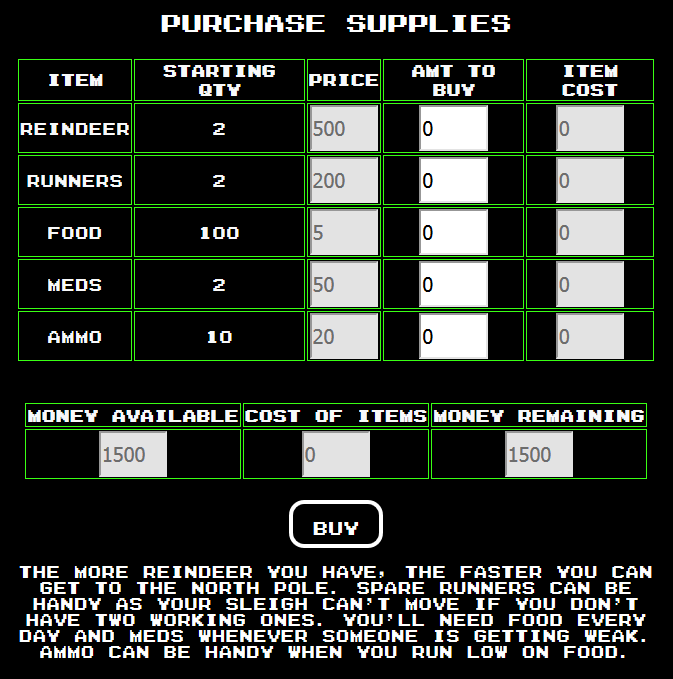 PURCHASE SUPPLIES
ITEM STARTING QTY PRICE AMT TO BUY ITEM COST
REINDEER 2 500 0 0
RUNNERS 2 200 0 0
FOOD 100 5 0 0
MEDS 2 50 0 0
AMMO 10 20 0 0
MONEY AVAILABLE COST OF ITEMS MONEY REMAINING
1500 0 1500
BUY
THE MORE REINDEER YOU HAVE, THE FASTER YOU CAN
GET TO THE NORTH POLE. SPARE RUNNERS CAN BE
HANDY AS YOUR SLEIGH CAN'T MOVE IF YOU DON'T
HAVE TWO WORKING ONES. YOU'LL NEED FOOD EVERY
DAY AND MEDS WHENEVER SOMEONE IS GETTING WEAK.
AMMO CAN BE HANDY WHEN YOU RUN LOW ON FOOD.